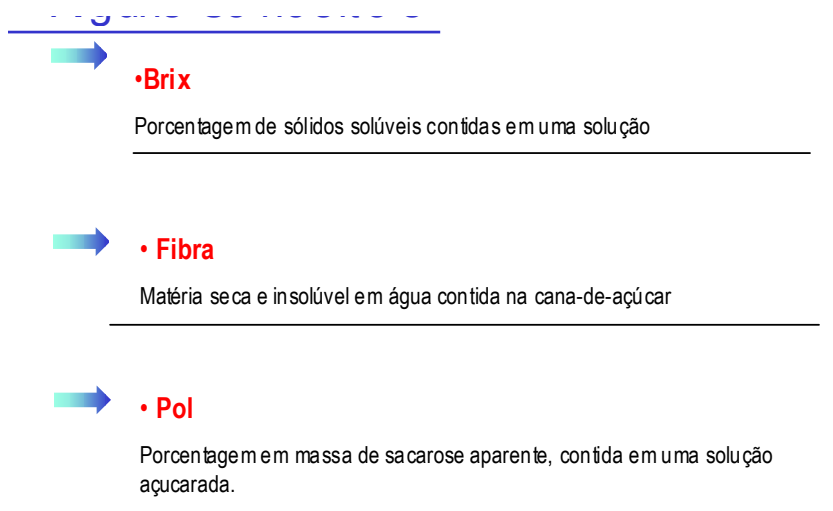 •Brix
Porcentagem de sólidos solúveis contidas em uma solução
• Fibra
Matéria seca e insolúvel em água contida na cana-de-açúcar
• Pol
Porcentagem em massa de sacarose aparente, contida em uma solução
açucarada.